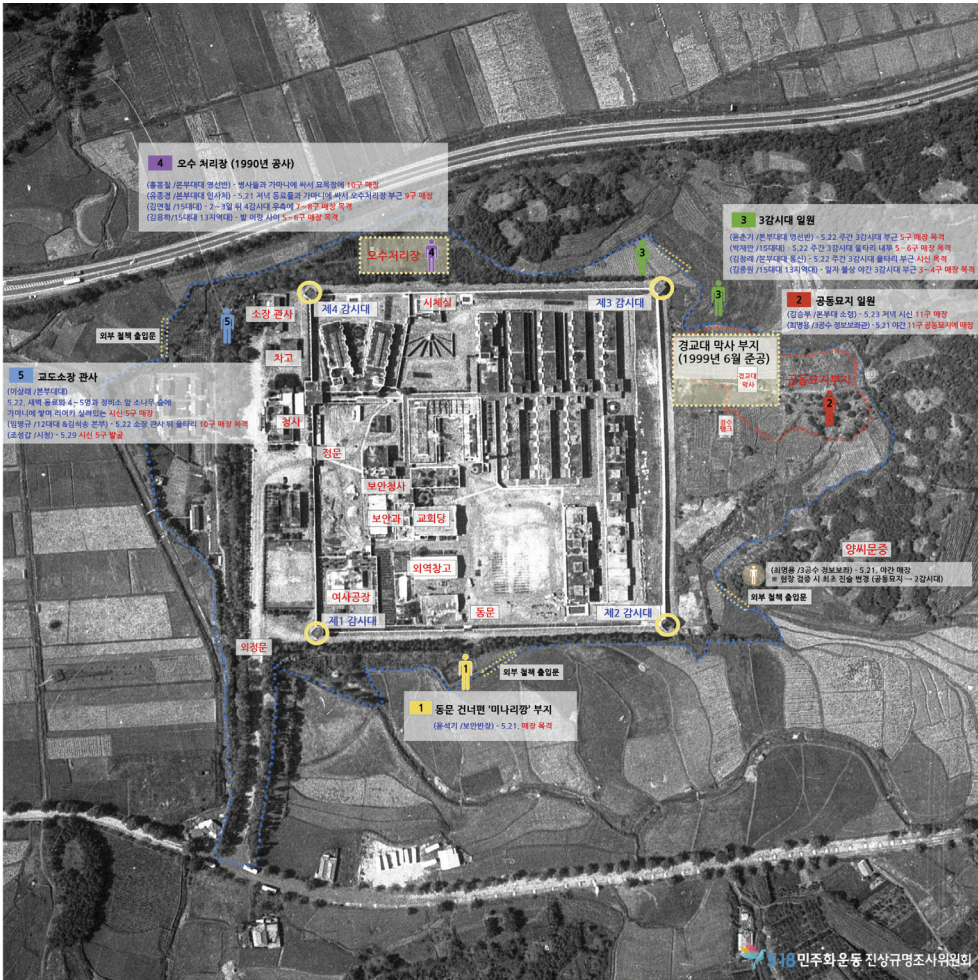 4 오수 처리장 (1990년 공사)
(홍동철 /본부대대 영선반) - 병사들과 가마니에 싸서 묘목장에 10구 매장
(유종경 /본부대대 인사처) - 5.21 저녁 동료들과 가마니에 싸서 오수처리장 부근 9구 매장
(김연철 /15대대) - 2~3일 뒤 4감시대 우측에 7~8구 매장 목격
(김용하/15대대 13지역대) - 밭 이랑 사이 5~6구 매장 목격
3 3감시대 일원
(윤춘기 /본부대대 영선반) - 5.22 주간 3감시대 부근 5구 매장 목격
(박재만 /15대대) - 5.22 주간 3감시대 울타리 내부 5~6구 매장 목격
(김창래 /본부대대 통신) - 5.22 주간 3감시대 울타리 부근 시신 목격
(김종원 /15대대 13지역대) - 일자 불상 야간 3감시대 부근 3~4구 매장 목격
오수처리장
4
3
3
2 공동묘지 일원
(김승부 /본부대 소령) - 5.23 저녁 시신 11구 매장
(최명용 /3공수 정보보좌관) - 5.21 야간 11구 공동묘지에 매장
소장 관사
제4 감시대
시체실
제3 감시대
5
외부 철책 출입문
차고
경교대 막사 부지
(1999년 6월 준공)
경교대
막사
공동묘지부지
2
5 교도소장 관사
(이상래 /본부대대)
5.22. 새벽 동료와 4~5명과 정비소 앞 소나무 숲에
가마니에 쌓여 리어카 실려있는 시신 5구 매장
(임명규 /12대대 &김석송 본부) - 5.22 소장 관사 뒤 울타리 10구 매장 목격
(조성갑 /시청) - 5.29 시신 5구 발굴
청사
정문
보안청사
보안과
교회당
외역창고
여사공장
양씨문중
(최명용 /3공수 정보보좌) - 5.21. 야간 매장
※ 현장 검증 시 최초 진술 변경 (공동묘지 → 2감시대)
외부 철책 출입문
제1 감시대
동문
제2 감시대
외정문
1
외부 철책 출입문
1 동문 건너편 '미나리깡' 부지
(윤석기 /보안반장) - 5.21. 매장 목격
5·18민주화운동 진상규명조사위원회